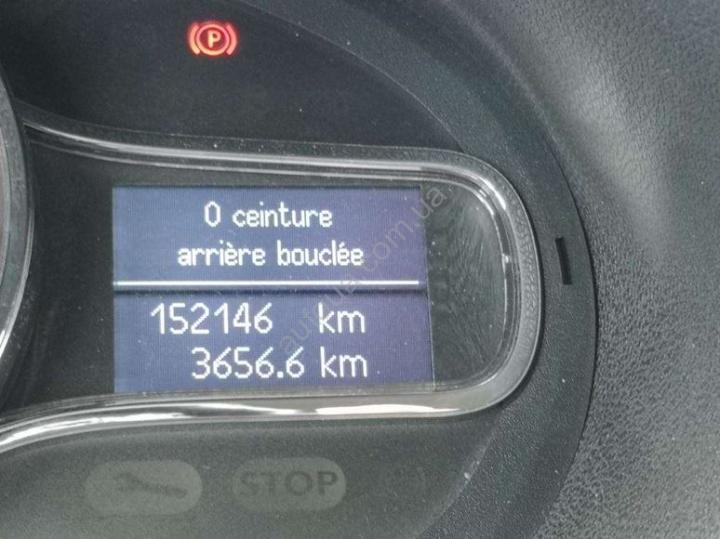 P
0 ceinture
arrière bouclée
152146 km
3656.6 km
STOP